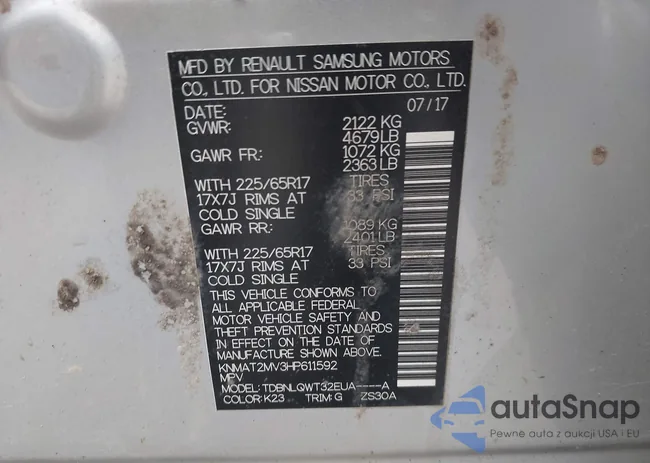 MFD BY RENAULT SAMSUNG MOTORS
CO., LTD. FOR NISSAN MOTOR CO., LTD.
DATE: 07/17
GVWR: 2122 KG
4679 LB
GAWR FR: 1072 KG
2363 LB
WITH 225/65R17 TIRES
17X7J RIMS AT 33 PSI
COLD SINGLE
GAWR RR: 1089 KG
2401 LB
WITH 225/65R17 TIRES
17X7J RIMS AT 33 PSI
COLD SINGLE
THIS VEHICLE CONFORMS TO
ALL APPLICABLE FEDERAL
MOTOR VEHICLE SAFETY AND
THEFT PREVENTION STANDARDS
IN EFFECT ON THE DATE OF
MANUFACTURE SHOWN ABOVE.
KNMAT2MV3HP611592
MPV
MODEL: TDBNLQWT32EUA----A
COLOR: K23 TRIM: G ZS30A
autaSnap
Pewne auta z aukcji USA i EU